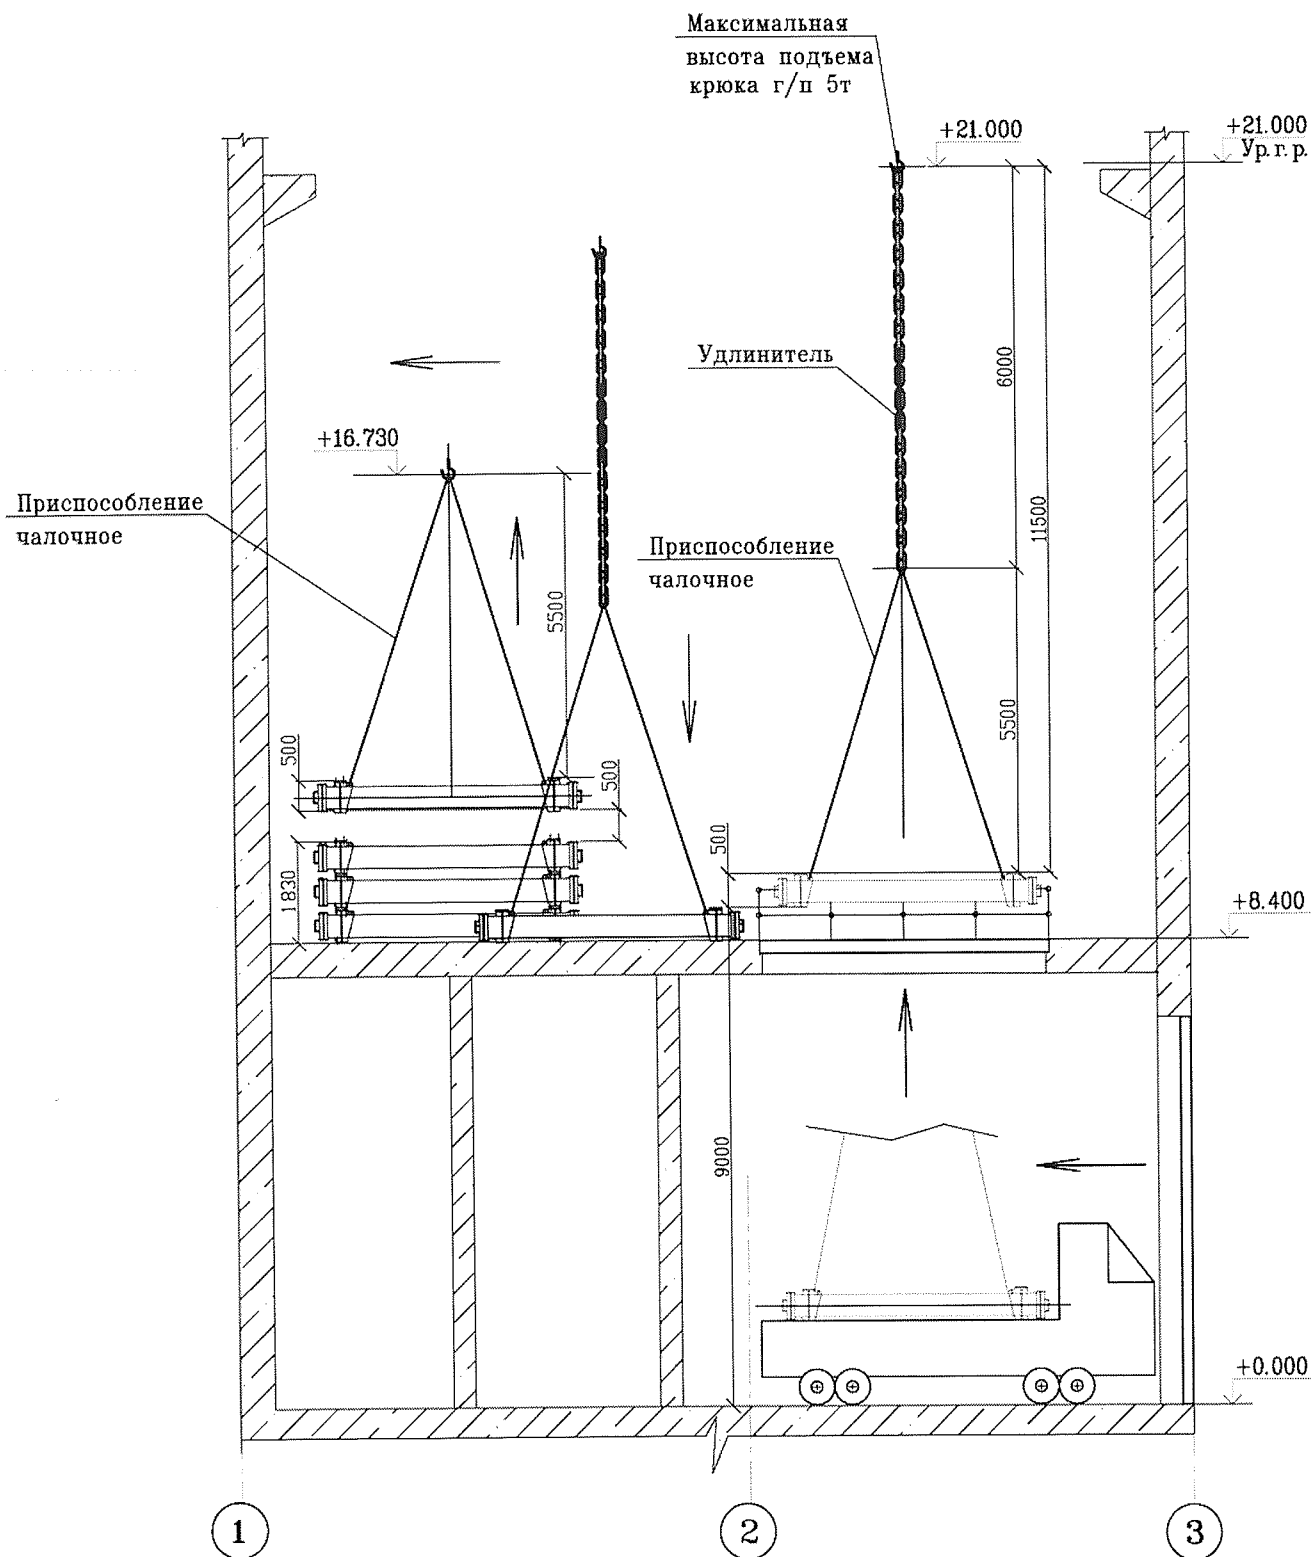 Максимальная
высота подъема
крюка г/п 5т
+21.000
+21.000
Ур.г.р.
6000
Удлинитель
11500
+16.730
Приспособление
чалочное
Приспособление
чалочное
5500
5500
500
500
500
1830
+8.400
9000
+0.000
1
2
3